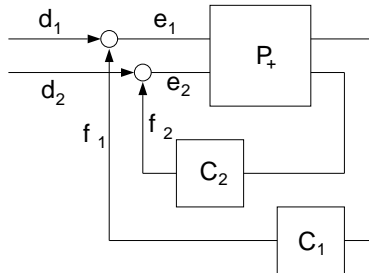 d₁ e₁
P₊
d₂ e₂
f₁ f₂
C₂
C₁